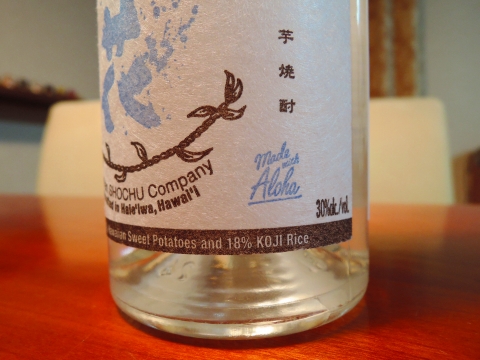 芋焼酎
SHOCHU Company
in Hale'iwa, Hawai'i
Made
with
Aloha
30%alc./vol.
Sweet Potatoes and 18% KOJI Rice